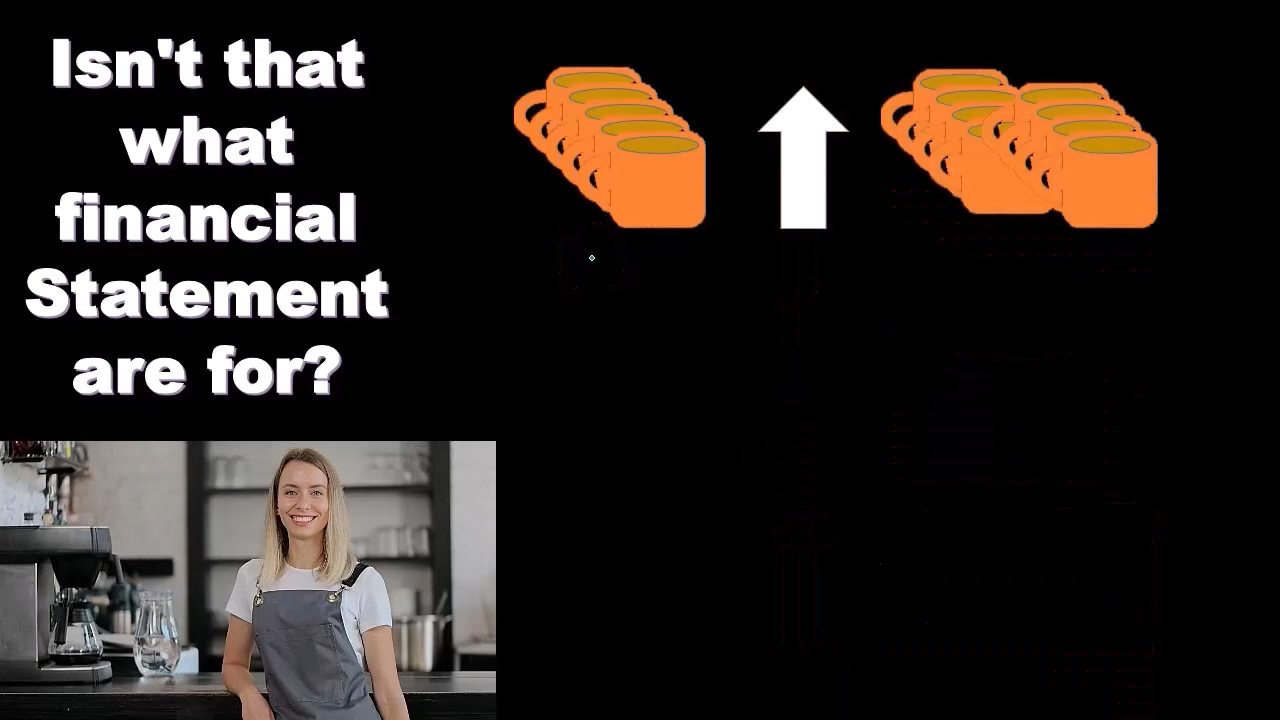 Isn't that
what
financial
Statement
are for?